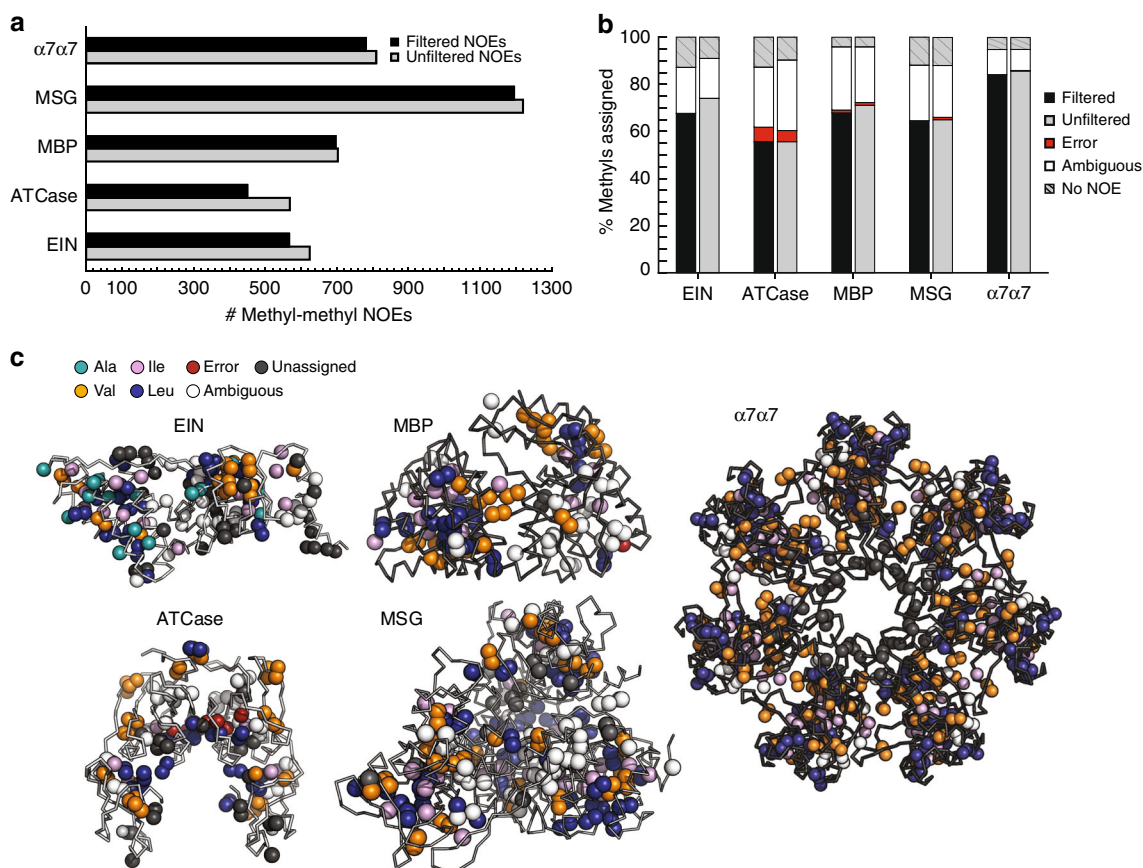 a
α7α7
MSG
MBP
ATCase
EIN
Filtered NOEs
Unfiltered NOEs
0 100 300 500 700 900 1100 1300
# Methyl-methyl NOEs
b
% Methyls assigned
100
80
60
40
20
0
EIN ATCase MBP MSG α7α7
Filtered
Unfiltered
Error
Ambiguous
No NOE
c
Ala Ile Error Unassigned
Val Leu Ambiguous
EIN
MBP
α7α7
ATCase
MSG